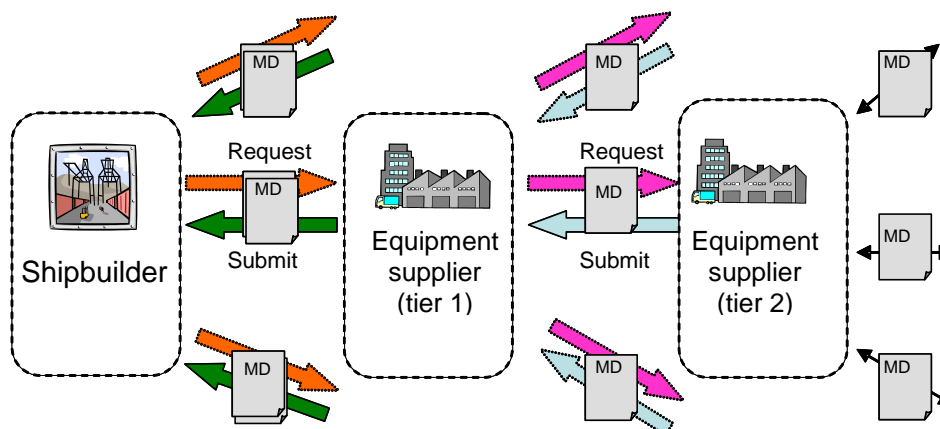 MD
MD
MD
Request
Request
MD
MD
MD
Shipbuilder
Equipment
supplier
(tier 1)
Equipment
supplier
(tier 2)
Submit
Submit
MD
MD
MD